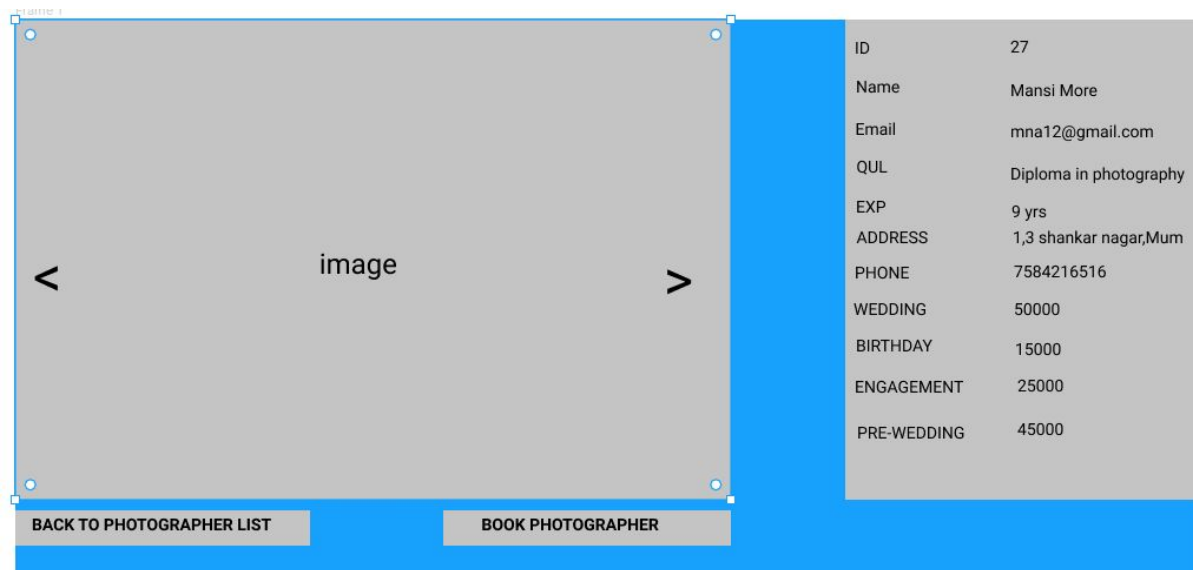 Frame 1
< image >
BACK TO PHOTOGRAPHER LIST BOOK PHOTOGRAPHER
ID 27
Name Mansi More
Email mna12@gmail.com
QUL Diploma in photography
EXP 9 yrs
ADDRESS 1,3 shankar nagar,Mum
PHONE 7584216516
WEDDING 50000
BIRTHDAY 15000
ENGAGEMENT 25000
PRE-WEDDING 45000